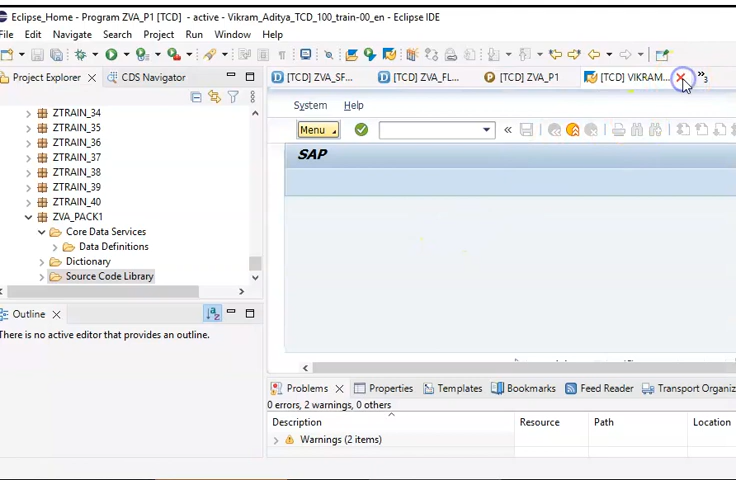 Eclipse_Home - Program ZVA_P1 [TCD] - active - Vikram_Aditya_TCD_100_train-00_en - Eclipse IDE
File Edit Navigate Search Project Run Window Help
Project Explorer CDS Navigator
[TCD] ZVA_SF... [TCD] ZVA_FL... [TCD] ZVA_P1 [TCD] VIKRAM... »3
System Help
Menu «
SAP
ZTRAIN_34
ZTRAIN_35
ZTRAIN_36
ZTRAIN_37
ZTRAIN_38
ZTRAIN_39
ZTRAIN_40
ZVA_PACK1
Core Data Services
Data Definitions
Dictionary
Source Code Library
Outline
There is no active editor that provides an outline.
Problems Properties Templates Bookmarks Feed Reader Transport Organiz
0 errors, 2 warnings, 0 others
Description Resource Path Location
Warnings (2 items)